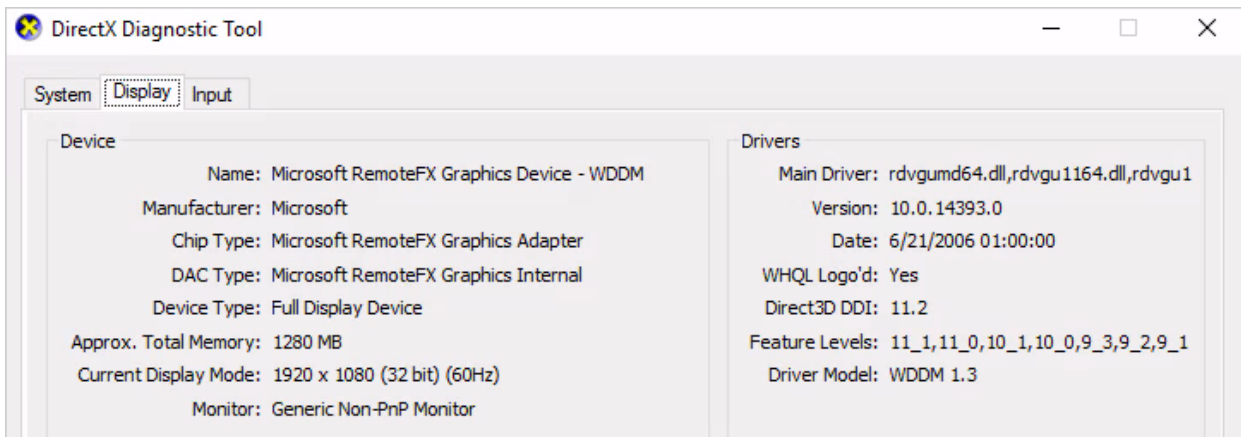 DirectX Diagnostic Tool
System Display Input
Device
Name: Microsoft RemoteFX Graphics Device - WDDM
Manufacturer: Microsoft
Chip Type: Microsoft RemoteFX Graphics Adapter
DAC Type: Microsoft RemoteFX Graphics Internal
Device Type: Full Display Device
Approx. Total Memory: 1280 MB
Current Display Mode: 1920 x 1080 (32 bit) (60Hz)
Monitor: Generic Non-PnP Monitor
Drivers
Main Driver: rdvgumd64.dll,rdvgu1164.dll,rdvgu1
Version: 10.0.14393.0
Date: 6/21/2006 01:00:00
WHQL Logo'd: Yes
Direct3D DDI: 11.2
Feature Levels: 11_1,11_0,10_1,10_0,9_3,9_2,9_1
Driver Model: WDDM 1.3